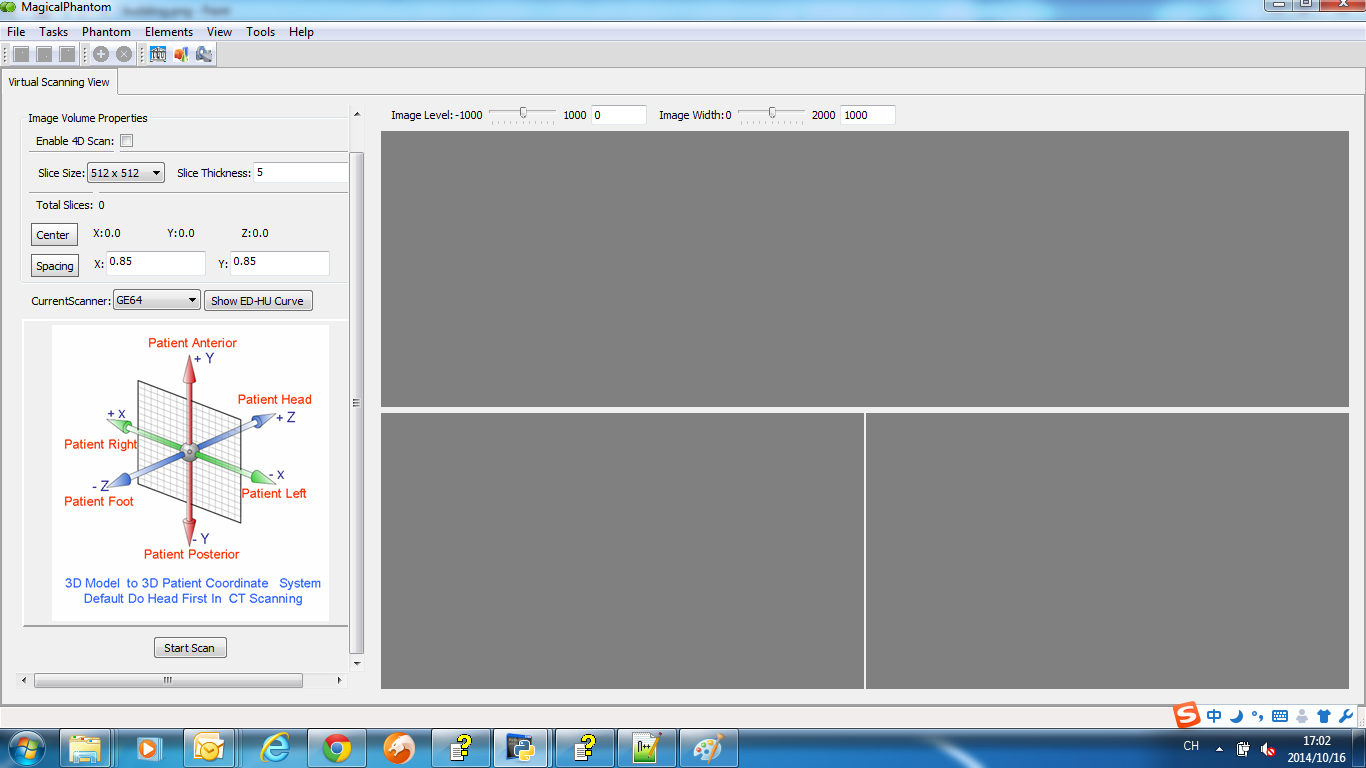 MagicalPhantom
File Tasks Phantom Elements View Tools Help
Virtual Scanning View
Image Volume Properties
Enable 4D Scan:
Slice Size: 512 x 512 Slice Thickness: 5
Total Slices: 0
Center X:0.0 Y:0.0 Z:0.0
Spacing X: 0.85 Y: 0.85
CurrentScanner: GE64 Show ED-HU Curve
Patient Anterior
+ Y
Patient Head
+ Z
+ x
Patient Right
- x
Patient Left
- Z
Patient Foot
- Y
Patient Posterior
3D Model to 3D Patient Coordinate System
Default Do Head First In CT Scanning
Start Scan
Image Level: -1000 1000 0 Image Width: 0 2000 1000
中
CH
17:02
2014/10/16